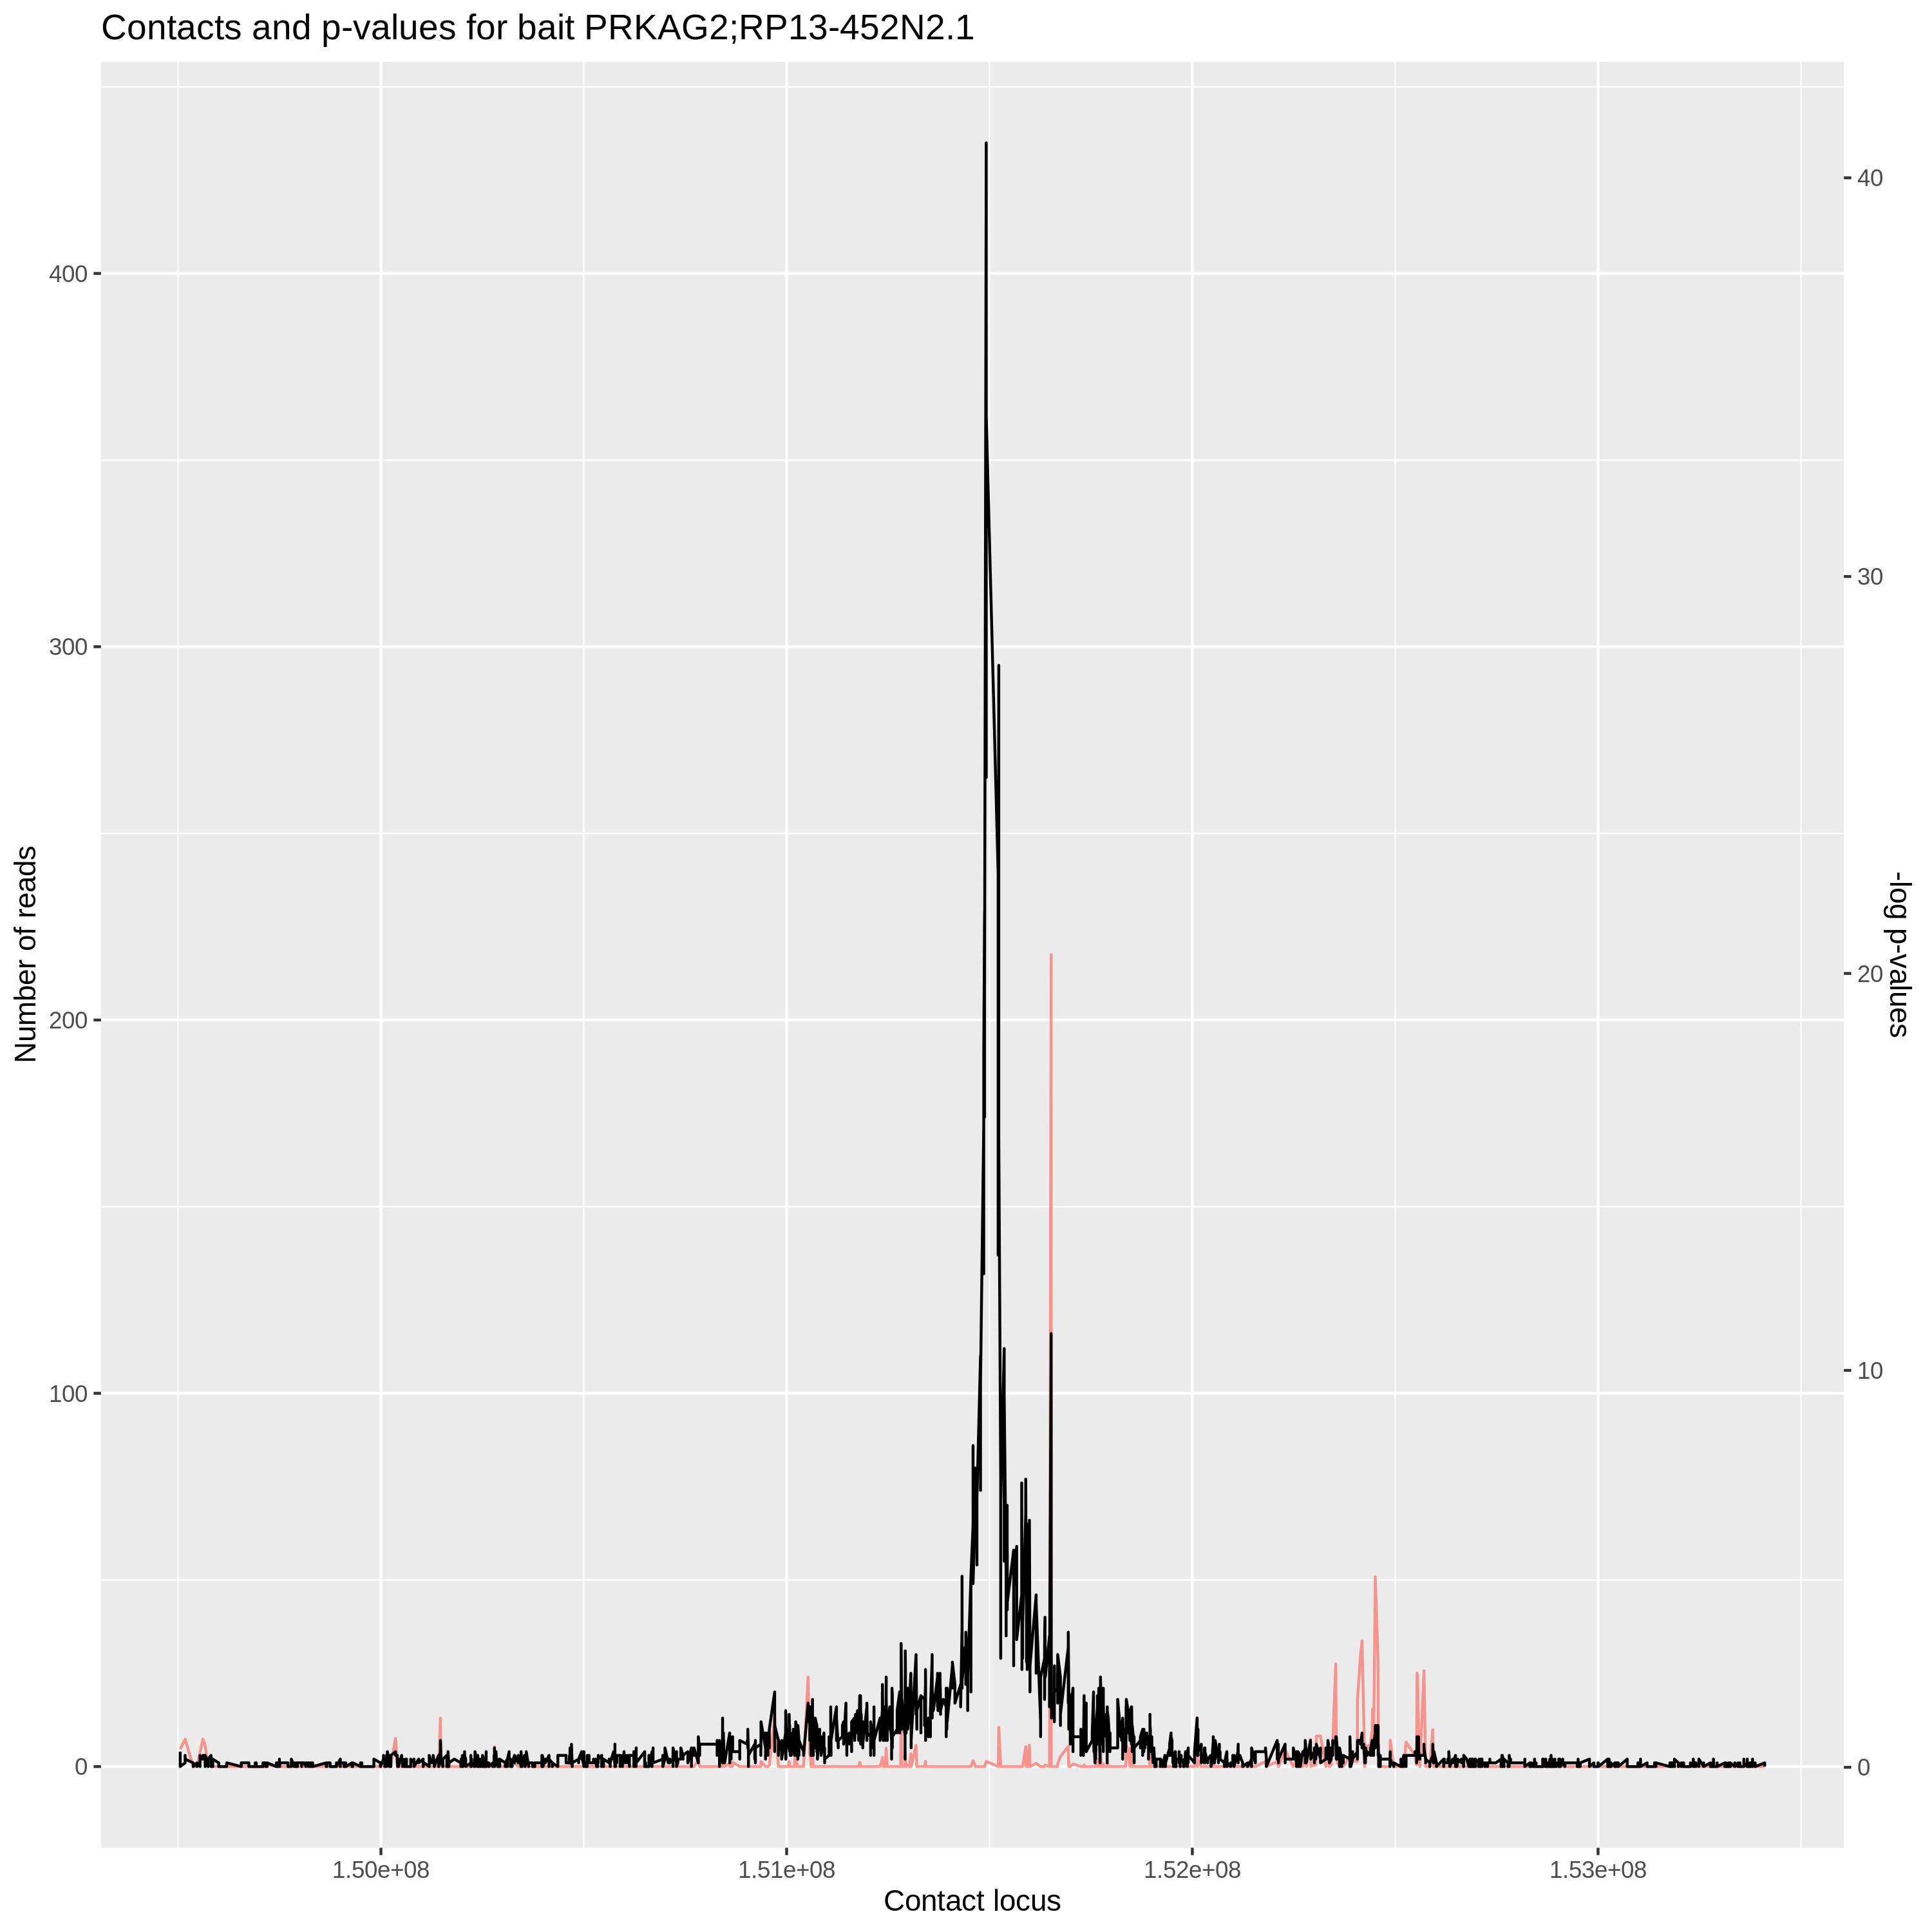 Contacts and p-values for bait PRKAG2;RP13-452N2.1
Number of reads
400
300
200
100
0
40
30
20
10
0
-log p-values
1.50e+08 1.51e+08 1.52e+08 1.53e+08
Contact locus